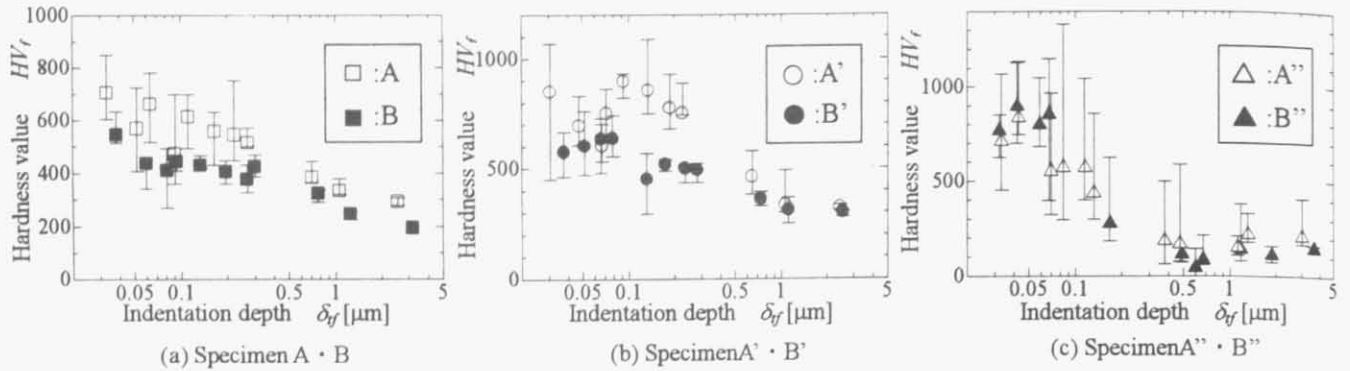 1000
800
600
400
200
0
Hardness value HV_f
:A
:B
0.05 0.1 0.5 1 5
Indentation depth δ_tf [μm]
(a) Specimen A・B
1000
500
0
Hardness value HV_f
:A'
:B'
0.05 0.1 0.5 1 5
Indentation depth δ_tf [μm]
(b) SpecimenA'・B'
1000
500
0
Hardness value HV_f
:A''
:B''
0.05 0.1 0.5 1 5
Indentation depth δ_tf [μm]
(c) SpecimenA''・B''